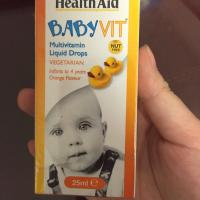 HealthAid
BABYVIT
Multivitamin
Liquid Drops
VEGETARIAN
Infants to 4 years
Orange Flavour
NUT
FREE
25ml e